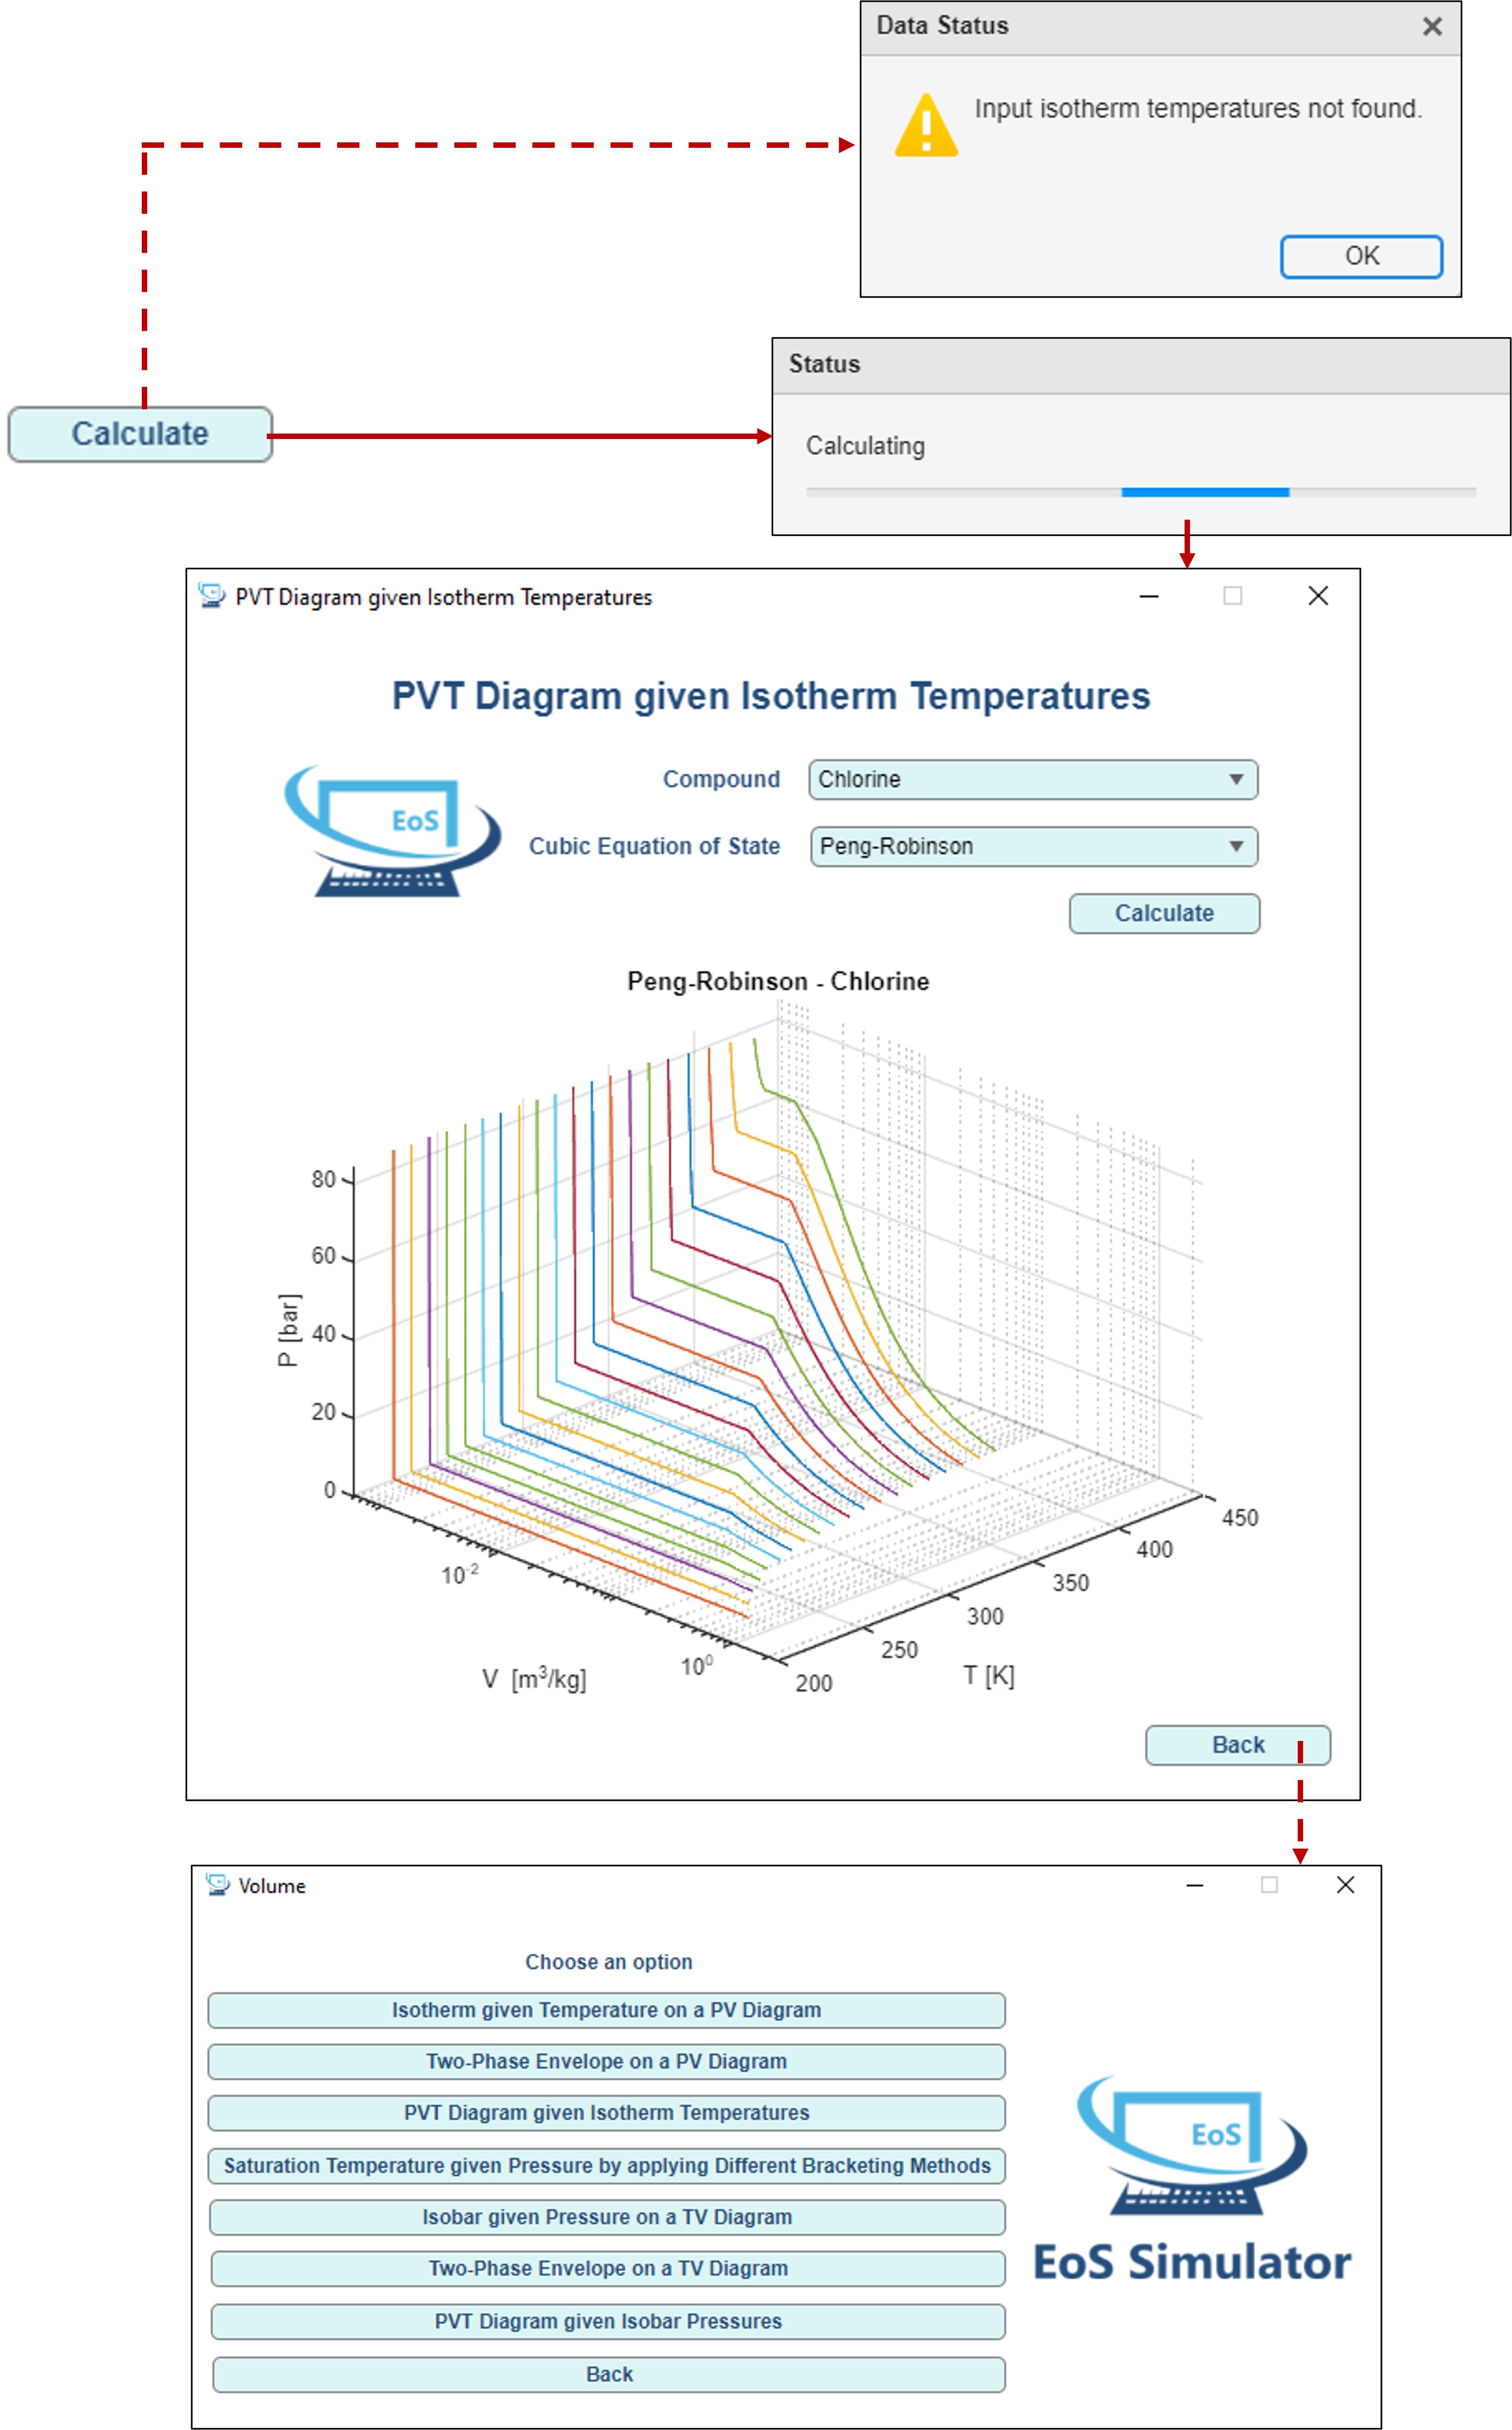 Data Status
Input isotherm temperatures not found.
OK
Status
Calculate
Calculating
PVT Diagram given Isotherm Temperatures
PVT Diagram given Isotherm Temperatures
Compound
Chlorine
EoS
Cubic Equation of State
Peng-Robinson
Calculate
Peng-Robinson - Chlorine
80
60
40
20
0
P [bar]
10⁻²
10⁰
V [m³/kg]
200
250
300
350
400
450
T [K]
Back
Volume
Choose an option
Isotherm given Temperature on a PV Diagram
Two-Phase Envelope on a PV Diagram
PVT Diagram given Isotherm Temperatures
Saturation Temperature given Pressure by applying Different Bracketing Methods
Isobar given Pressure on a TV Diagram
Two-Phase Envelope on a TV Diagram
PVT Diagram given Isobar Pressures
Back
EoS
EoS Simulator